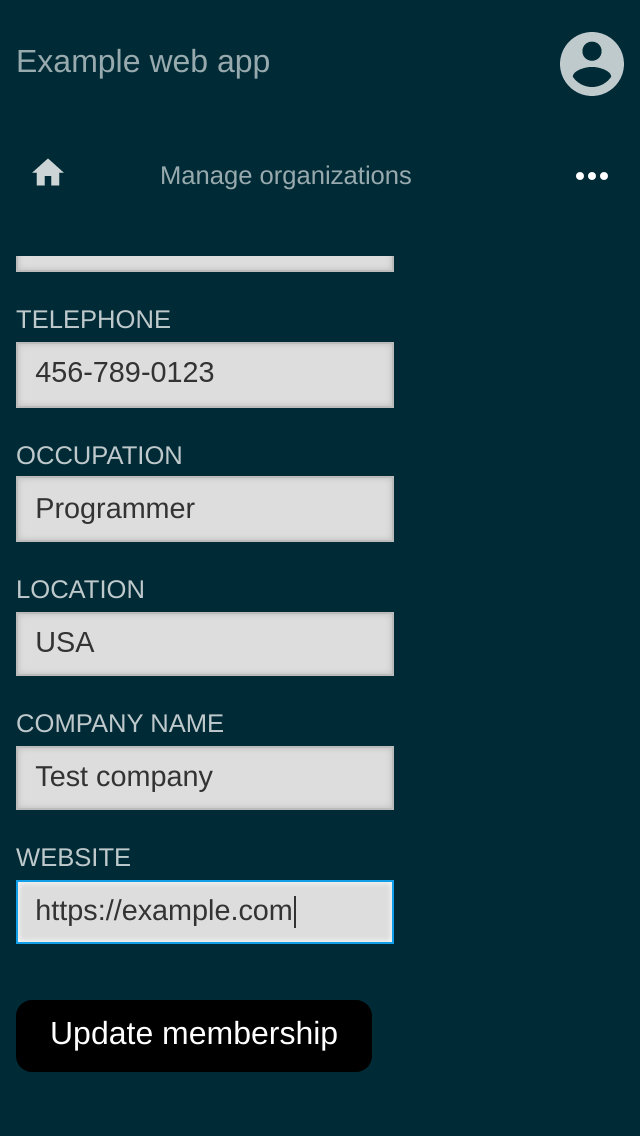 Example web app
Manage organizations
TELEPHONE
456-789-0123
OCCUPATION
Programmer
LOCATION
USA
COMPANY NAME
Test company
WEBSITE
https://example.com
Update membership